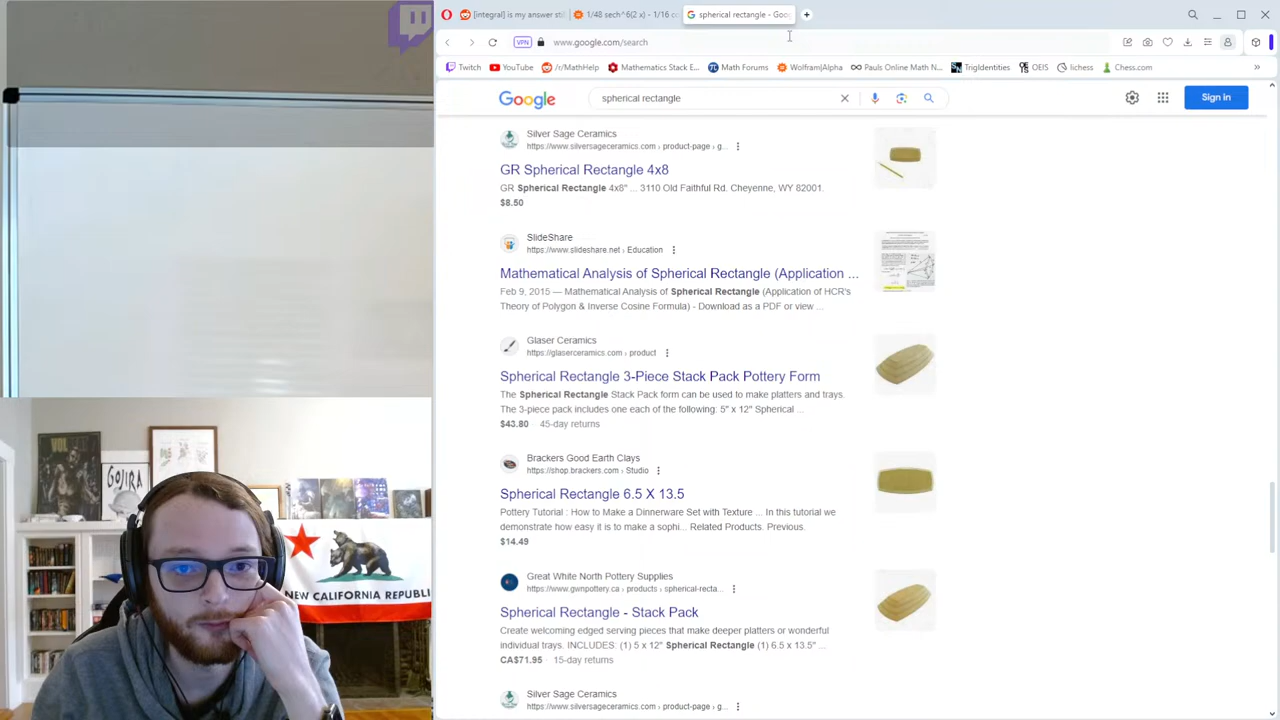 [integral] is my answer sti
1/48 sech^6(2 x) - 1/16 co
spherical rectangle - Goo
VPN
www.google.com/search
Twitch
YouTube
/r/MathHelp
Mathematics Stack E...
Math Forums
Wolfram|Alpha
Pauls Online Math N...
TrigIdentities
OEIS
lichess
Chess.com
Google
spherical rectangle
Sign in
Silver Sage Ceramics
https://www.silversageceramics.com › product-page › g...
GR Spherical Rectangle 4x8
GR Spherical Rectangle 4x8" ... 3110 Old Faithful Rd. Cheyenne, WY 82001.
$8.50
SlideShare
https://www.slideshare.net › Education
Mathematical Analysis of Spherical Rectangle (Application ...
Feb 9, 2015 — Mathematical Analysis of Spherical Rectangle (Application of HCR's
Theory of Polygon & Inverse Cosine Formula) - Download as a PDF or view ...
Glaser Ceramics
https://glaserceramics.com › product
Spherical Rectangle 3-Piece Stack Pack Pottery Form
The Spherical Rectangle Stack Pack form can be used to make platters and trays.
The 3-piece pack includes one each of the following: 5" x 12" Spherical ...
$43.80 · 45-day returns
Brackers Good Earth Clays
https://shop.brackers.com › Studio
Spherical Rectangle 6.5 X 13.5
Pottery Tutorial : How to Make a Dinnerware Set with Texture ... In this tutorial we
demonstrate how easy it is to make a sophi... Related Products. Previous.
$14.49
Great White North Pottery Supplies
https://www.gwnpottery.ca › products › spherical-recta...
Spherical Rectangle - Stack Pack
Create welcoming edged serving pieces that make deeper platters or wonderful
individual trays. INCLUDES: (1) 5 x 12" Spherical Rectangle (1) 6.5 x 13.5" ...
CA$71.95 · 15-day returns
Silver Sage Ceramics
https://www.silversageceramics.com › product-page › g...
VOL
GOJIRA
NEW CALIFORNIA REPUBLI